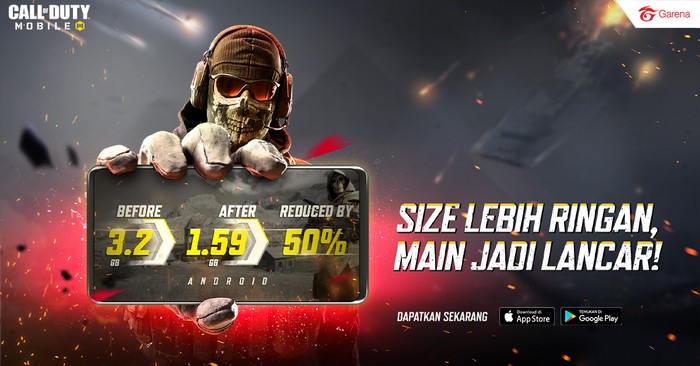 CALL OF DUTY
MOBILE
Garena
BEFORE AFTER REDUCED BY
3.2 GB 1.59 GB 50%
ANDROID
SIZE LEBIH RINGAN,
MAIN JADI LANCAR!
DAPATKAN SEKARANG
Download di
App Store
TEMUKAN DI
Google Play